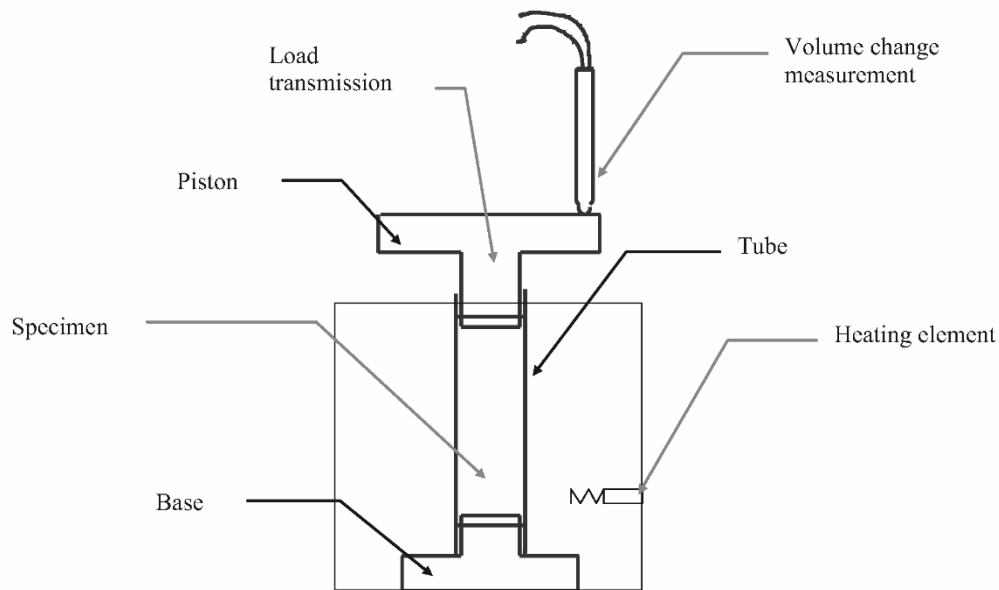 Load
transmission
Volume change
measurement
Piston
Tube
Specimen
Heating element
Base